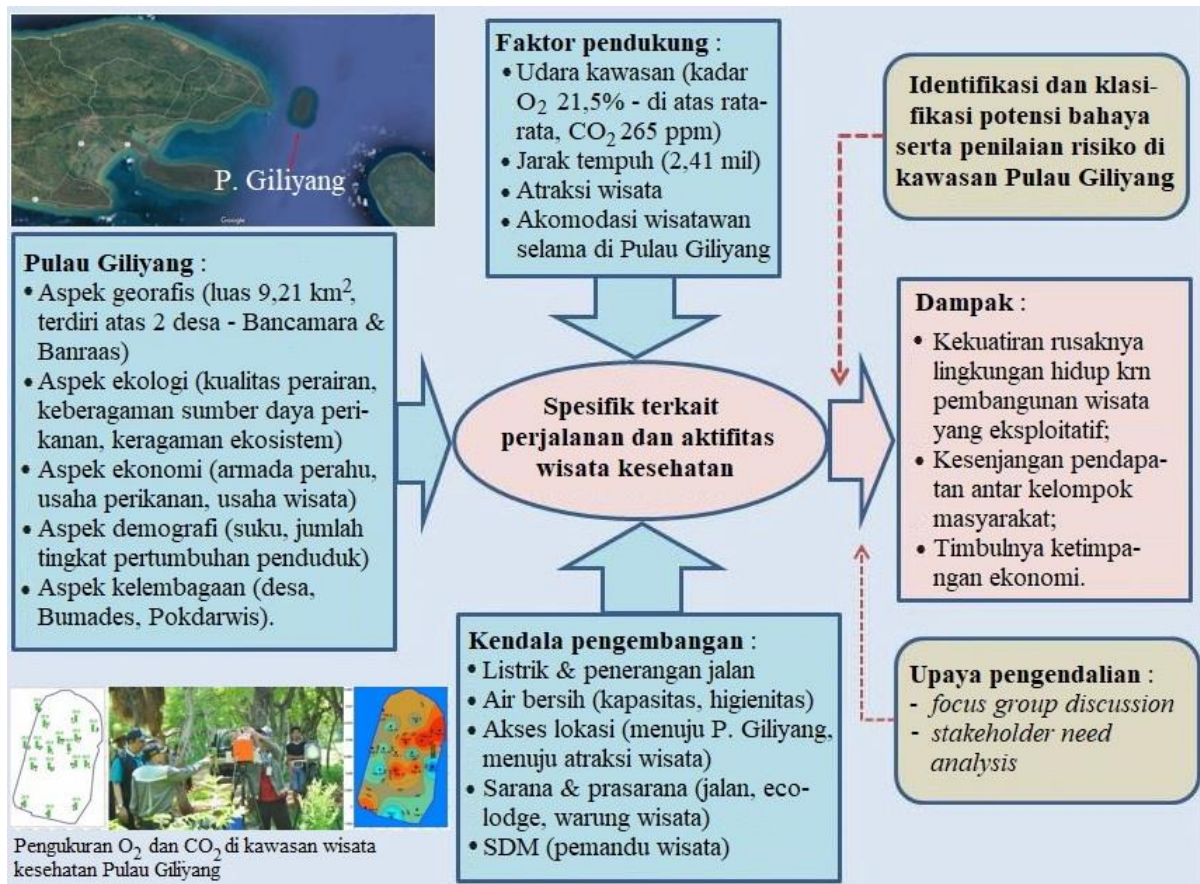 P. Giliyang
Google
Pulau Giliyang :
• Aspek georafis (luas 9,21 km²,
terdiri atas 2 desa - Bancamara &
Banraas)
• Aspek ekologi (kualitas perairan,
keberagaman sumber daya peri-
kanan, keragaman ekosistem)
• Aspek ekonomi (armada perahu,
usaha perikanan, usaha wisata)
• Aspek demografi (suku, jumlah
tingkat pertumbuhan penduduk)
• Aspek kelembagaan (desa,
Bumades, Pokdarwis).
Pengukuran O₂ dan CO₂ di kawasan wisata
kesehatan Pulau Giliyang
Faktor pendukung :
• Udara kawasan (kadar
O₂ 21,5% - di atas rata-
rata, CO₂ 265 ppm)
• Jarak tempuh (2,41 mil)
• Atraksi wisata
• Akomodasi wisatawan
selama di Pulau Giliyang
Spesifik terkait
perjalanan dan aktifitas
wisata kesehatan
Kendala pengembangan :
• Listrik & penerangan jalan
• Air bersih (kapasitas, higienitas)
• Akses lokasi (menuju P. Giliyang,
menuju atraksi wisata)
• Sarana & prasarana (jalan, eco-
lodge, warung wisata)
• SDM (pemandu wisata)
Identifikasi dan klasi-
fikasi potensi bahaya
serta penilaian risiko di
kawasan Pulau Giliyang
Dampak :
• Kekuatiran rusaknya
lingkungan hidup krn
pembangunan wisata
yang eksploitatif;
• Kesenjangan pendapa-
tan antar kelompok
masyarakat;
• Timbulnya ketimpa-
ngan ekonomi.
Upaya pengendalian :
- focus group discussion
- stakeholder need
analysis